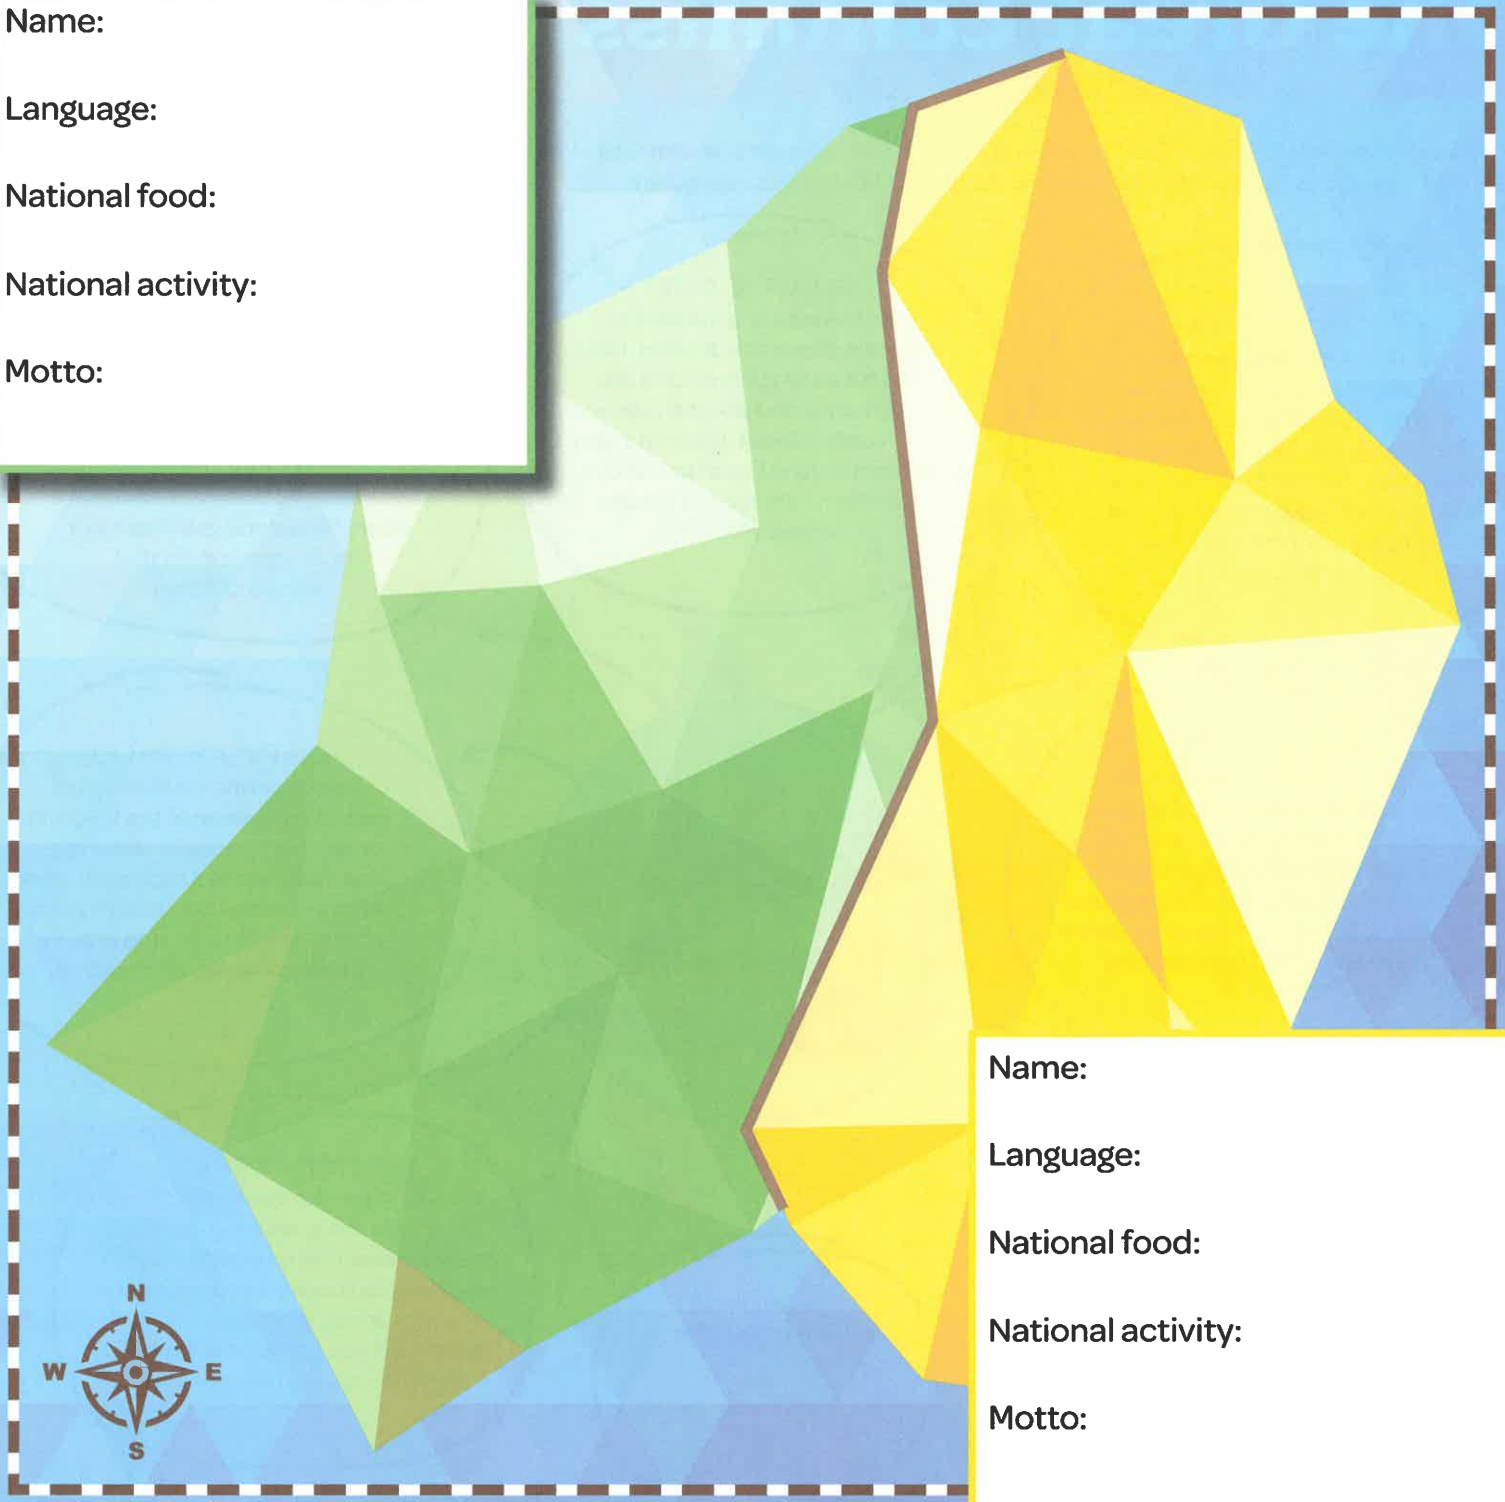 Name:
Language:
National food:
National activity:
Motto:
N
W E
S
Name:
Language:
National food:
National activity:
Motto: